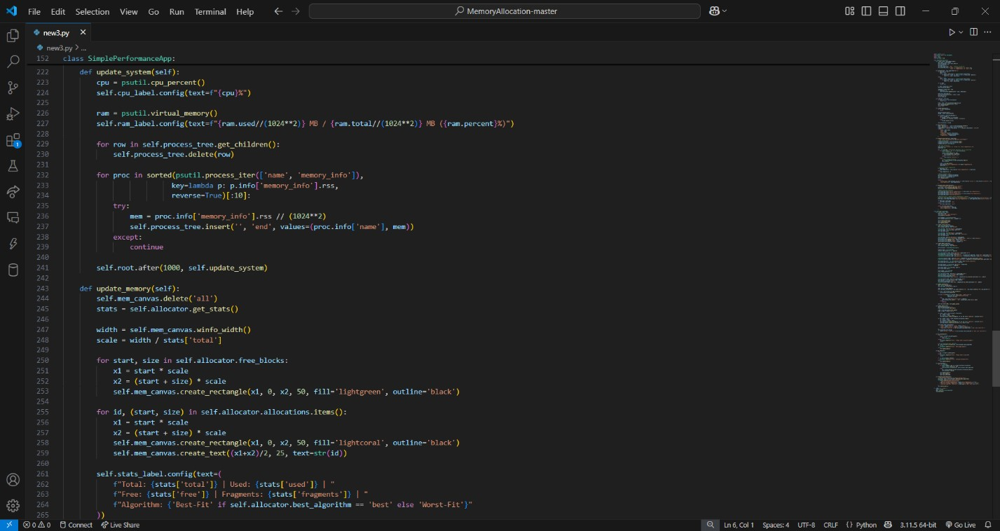 File Edit Selection View Go Run Terminal Help MemoryAllocation-master
new3.py
new3.py > ...
152 class SimplePerformanceApp:
222 def update_system(self):
223 cpu = psutil.cpu_percent()
224 self.cpu_label.config(text=f"{cpu}%")
225
226 ram = psutil.virtual_memory()
227 self.ram_label.config(text=f"{ram.used//(1024**2)} MB / {ram.total//(1024**2)} MB ({ram.percent}%)")
228
229 for row in self.process_tree.get_children():
230 self.process_tree.delete(row)
231
232 for proc in sorted(psutil.process_iter(['name', 'memory_info']),
233 key=lambda p: p.info['memory_info'].rss,
234 reverse=True)[:10]:
235 try:
236 mem = proc.info['memory_info'].rss // (1024**2)
237 self.process_tree.insert('', 'end', values=(proc.info['name'], mem))
238 except:
239 continue
240
241 self.root.after(1000, self.update_system)
242
243 def update_memory(self):
244 self.mem_canvas.delete('all')
245 stats = self.allocator.get_stats()
246
247 width = self.mem_canvas.winfo_width()
248 scale = width / stats['total']
249
250 for start, size in self.allocator.free_blocks:
251 x1 = start * scale
252 x2 = (start + size) * scale
253 self.mem_canvas.create_rectangle(x1, 0, x2, 50, fill='lightgreen', outline='black')
254
255 for id, (start, size) in self.allocator.allocations.items():
256 x1 = start * scale
257 x2 = (start + size) * scale
258 self.mem_canvas.create_rectangle(x1, 0, x2, 50, fill='lightcoral', outline='black')
259 self.mem_canvas.create_text((x1+x2)/2, 25, text=str(id))
260
261 self.stats_label.config(text=(
262 f"Total: {stats['total']} | Used: {stats['used']} | "
263 f"Free: {stats['free']} | Fragments: {stats['fragments']} | "
264 f"Algorithm: {'Best-Fit' if self.allocator.best_algorithm == 'best' else 'Worst-Fit'}"
265 ))
1
0 0 Connect Live Share Ln 6, Col 1 Spaces: 4 UTF-8 CRLF {} Python 3.11.5 64-bit Go Live